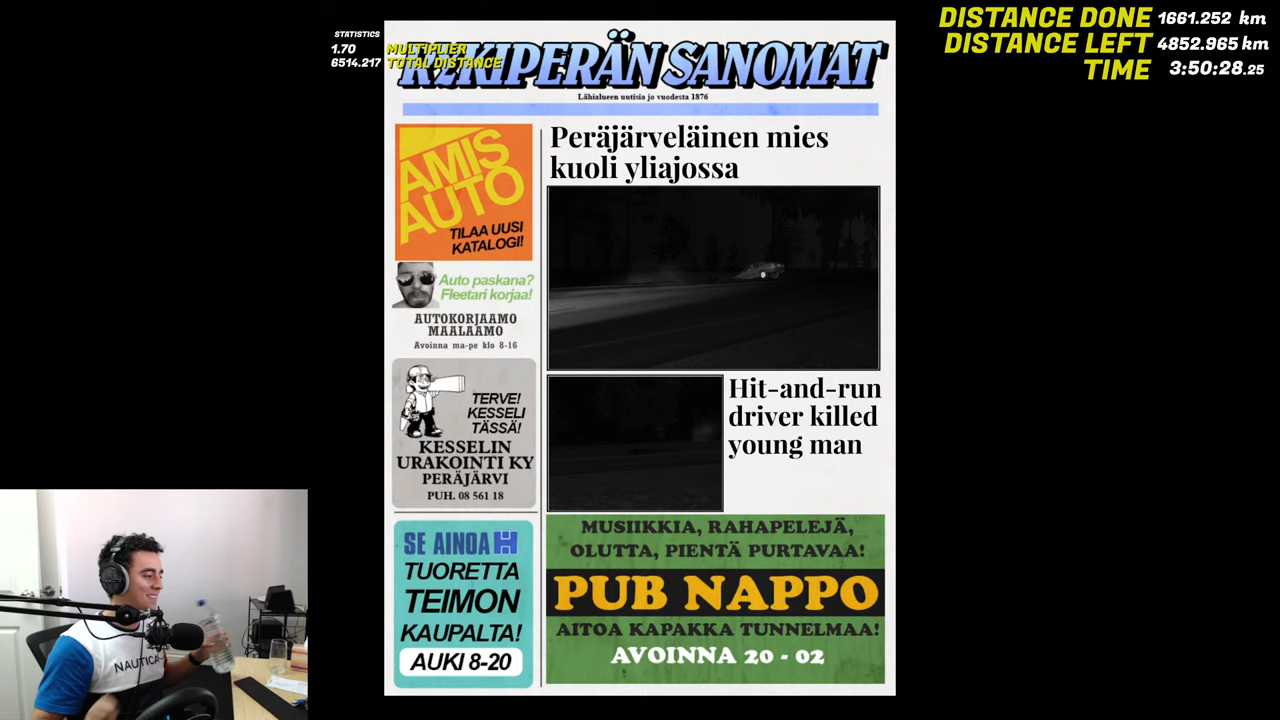 STATISTICS
1.70 MULTIPLIER
6514.217 TOTAL DISTANCE
DISTANCE DONE 1661.252 km
DISTANCE LEFT 4852.965 km
TIME 3:50:28.25
KIPERÄN SANOMAT
Lähialueen uutisia jo vuodesta 1876
AMIS
AUTO
TILAA UUSI
KATALOGI!
Auto paskana?
Fleetari korjaa!
AUTOKORJAAMO
MAALAAMO
Avoinna ma-pe klo 8-16
TERVE!
KESSELI
TÄSSÄ!
KESSELIN
URAKOINTI KY
PERÄJÄRVI
PUH. 08 561 18
SE AINOA
TUORETTA
TEIMON
KAUPALTA!
AUKI 8-20
Peräjärveläinen mies
kuoli yliajossa
Hit-and-run
driver killed
young man
MUSIIKKIA, RAHAPELEJÄ,
OLUTTA, PIENTÄ PURTAVAA!
PUB NAPPO
AITOA KAPAKKA TUNNELMAA!
AVOINNA 20 - 02
NAUTICA